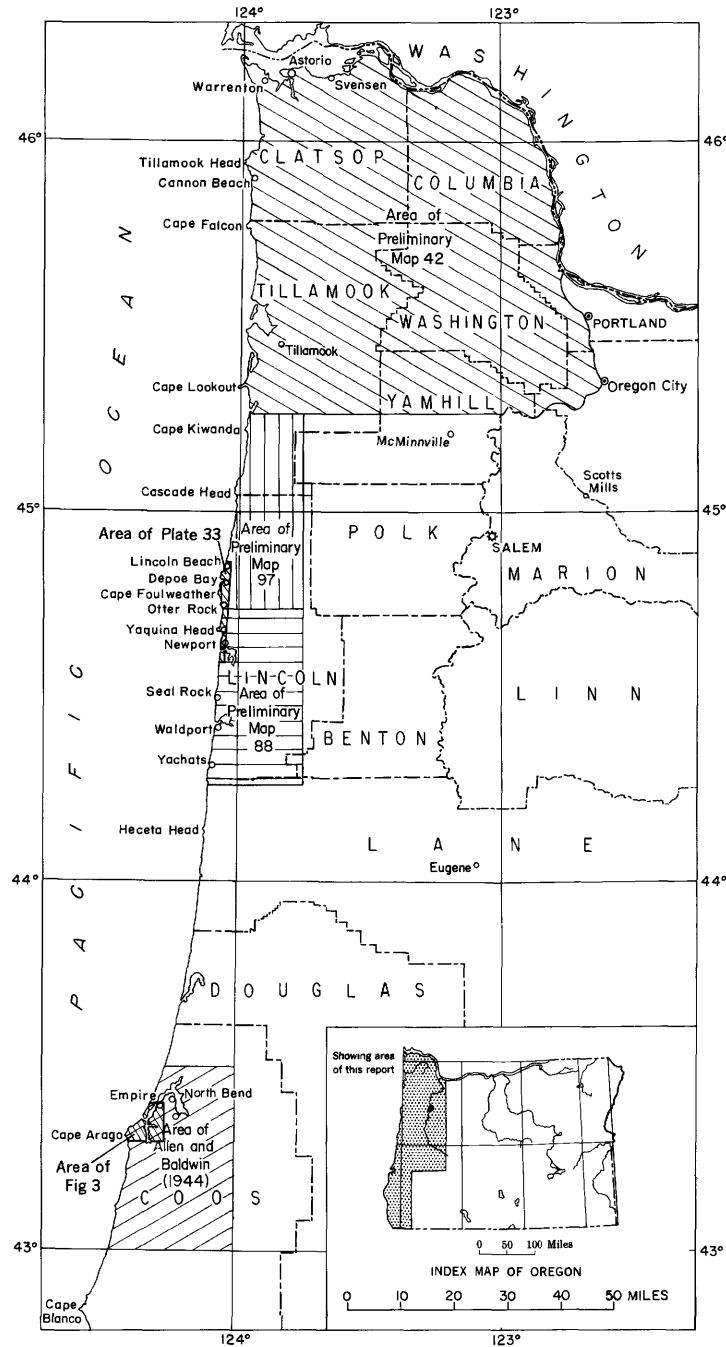 124°
123°
WASHINGTON
Astorio
Warrenton
Svensen
46°
46°
CLATSOP
Tillamook Head
Cannon Beach
COLUMBIA
Cape Falcon
Area of
Preliminary
Map 42
TILLAMOOK
WASHINGTON
PORTLAND
Tillamook
Cape Lookout
Oregon City
YAMHILL
Cape Kiwanda
McMinnville
Scotts
Mills
Cascade Head
45°
45°
Area of Plate 33
Area of
Preliminary
Map
97
POLK
SALEM
Lincoln Beach
Depoe Bay
Cape Foulweather
Otter Rock
MARION
Yaquina Head
Newport
LINCOLN
LINN
Seal Rock
Area of
Preliminary
Map
88
Waldport
BENTON
Yachats
Heceta Head
LANE
Eugene
44°
44°
PACIFIC OCEAN
DOUGLAS
Empire
North Bend
Cape Arago
Area of
Allen and
Baldwin
(1944)
Area of
Fig 3
COOS
43°
43°
Cape
Blanco
Showing area
of this report
0 50 100 Miles
INDEX MAP OF OREGON
0 10 20 30 40 50 MILES
124°
123°